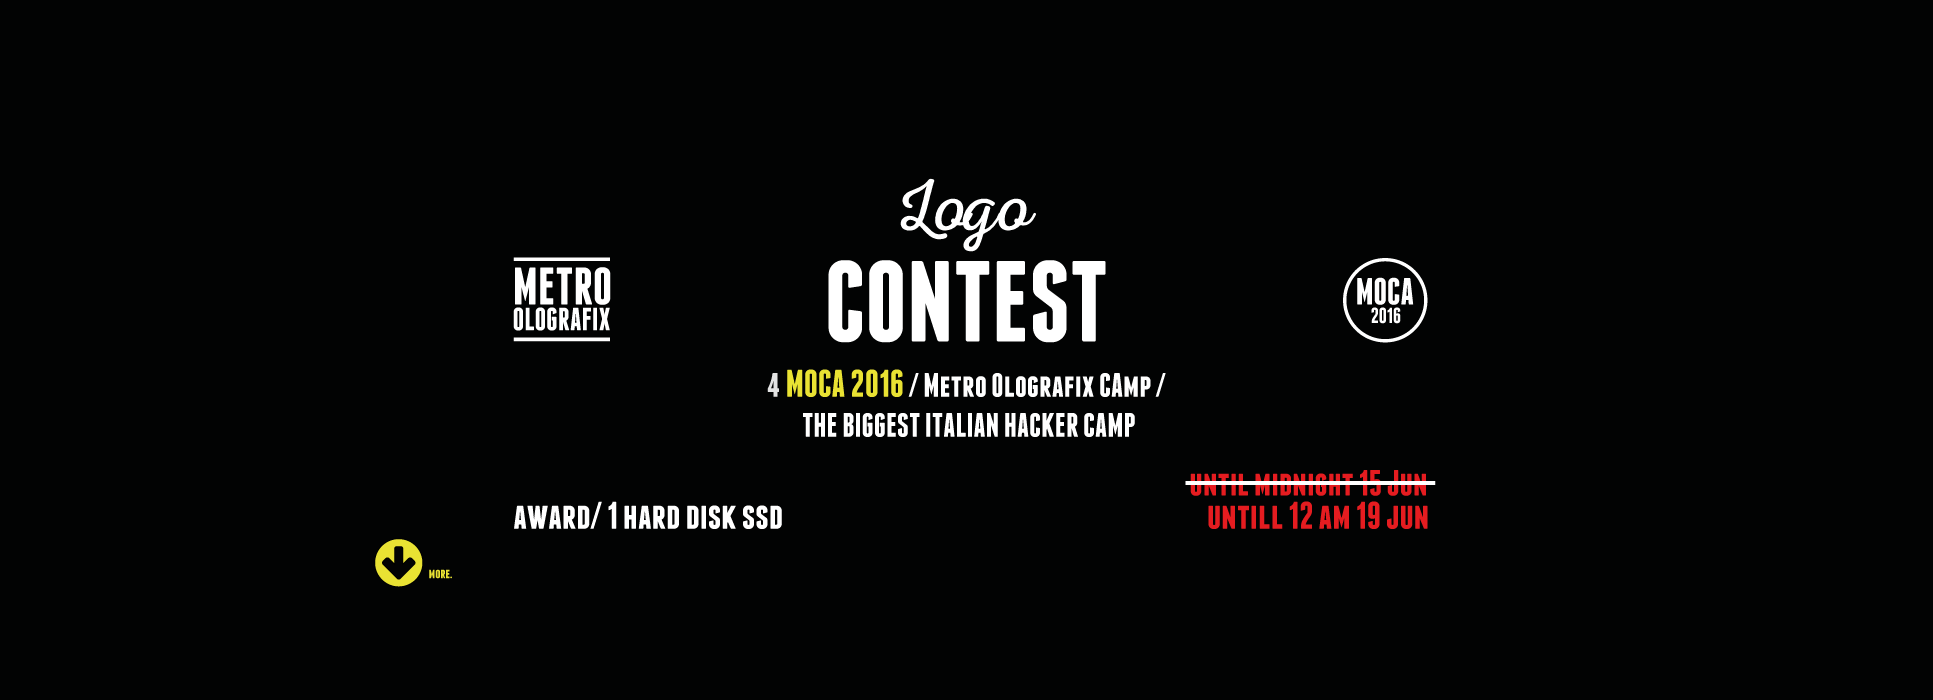 Logo
CONTEST
METRO
OLOGRAFIX
MOCA
2016
4 MOCA 2016 / Metro Olografix CAmp /
THE BIGGEST ITALIAN HACKER CAMP
UNTIL MIDNIGHT 15 JUN
AWARD/ 1 HARD DISK SSD
UNTILL 12 AM 19 JUN
MORE.